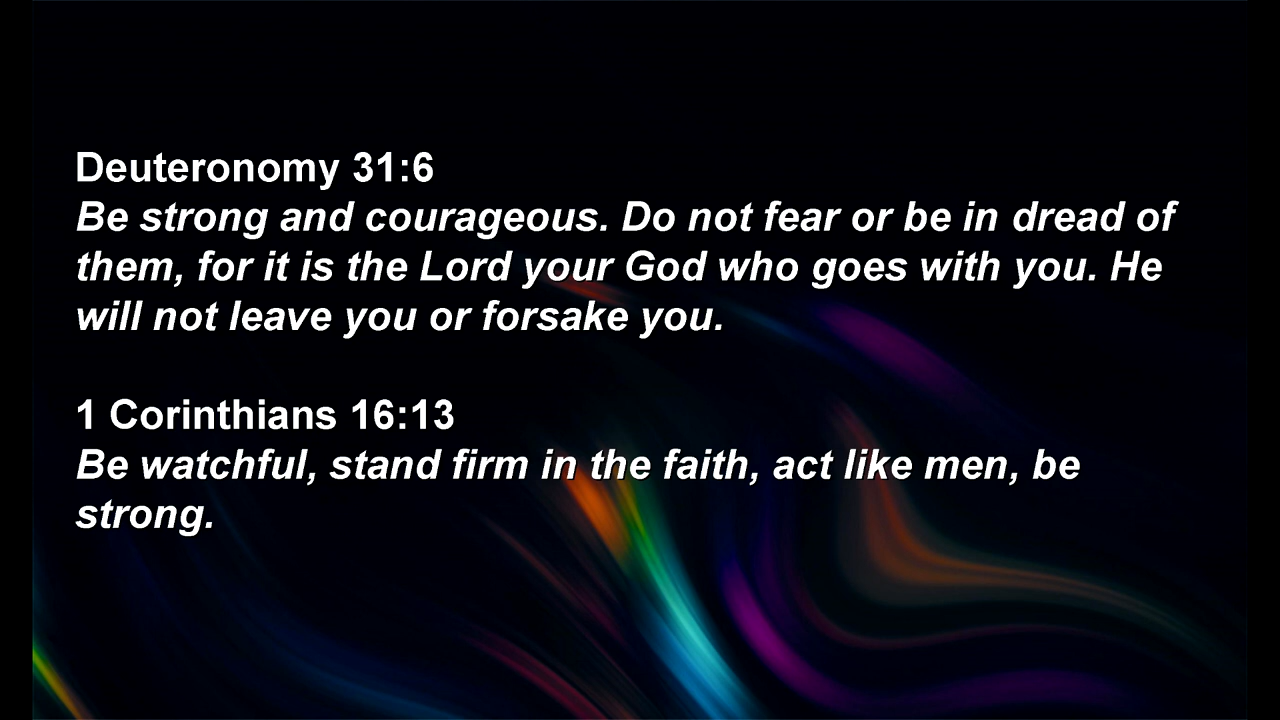 Deuteronomy 31:6
Be strong and courageous. Do not fear or be in dread of
them, for it is the Lord your God who goes with you. He
will not leave you or forsake you.
1 Corinthians 16:13
Be watchful, stand firm in the faith, act like men, be
strong.